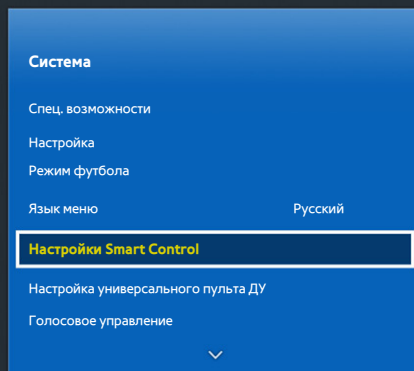 Система
Спец. возможности
Настройка
Режим футбола
Язык меню Русский
Настройки Smart Control
Настройка универсального пульта ДУ
Голосовое управление